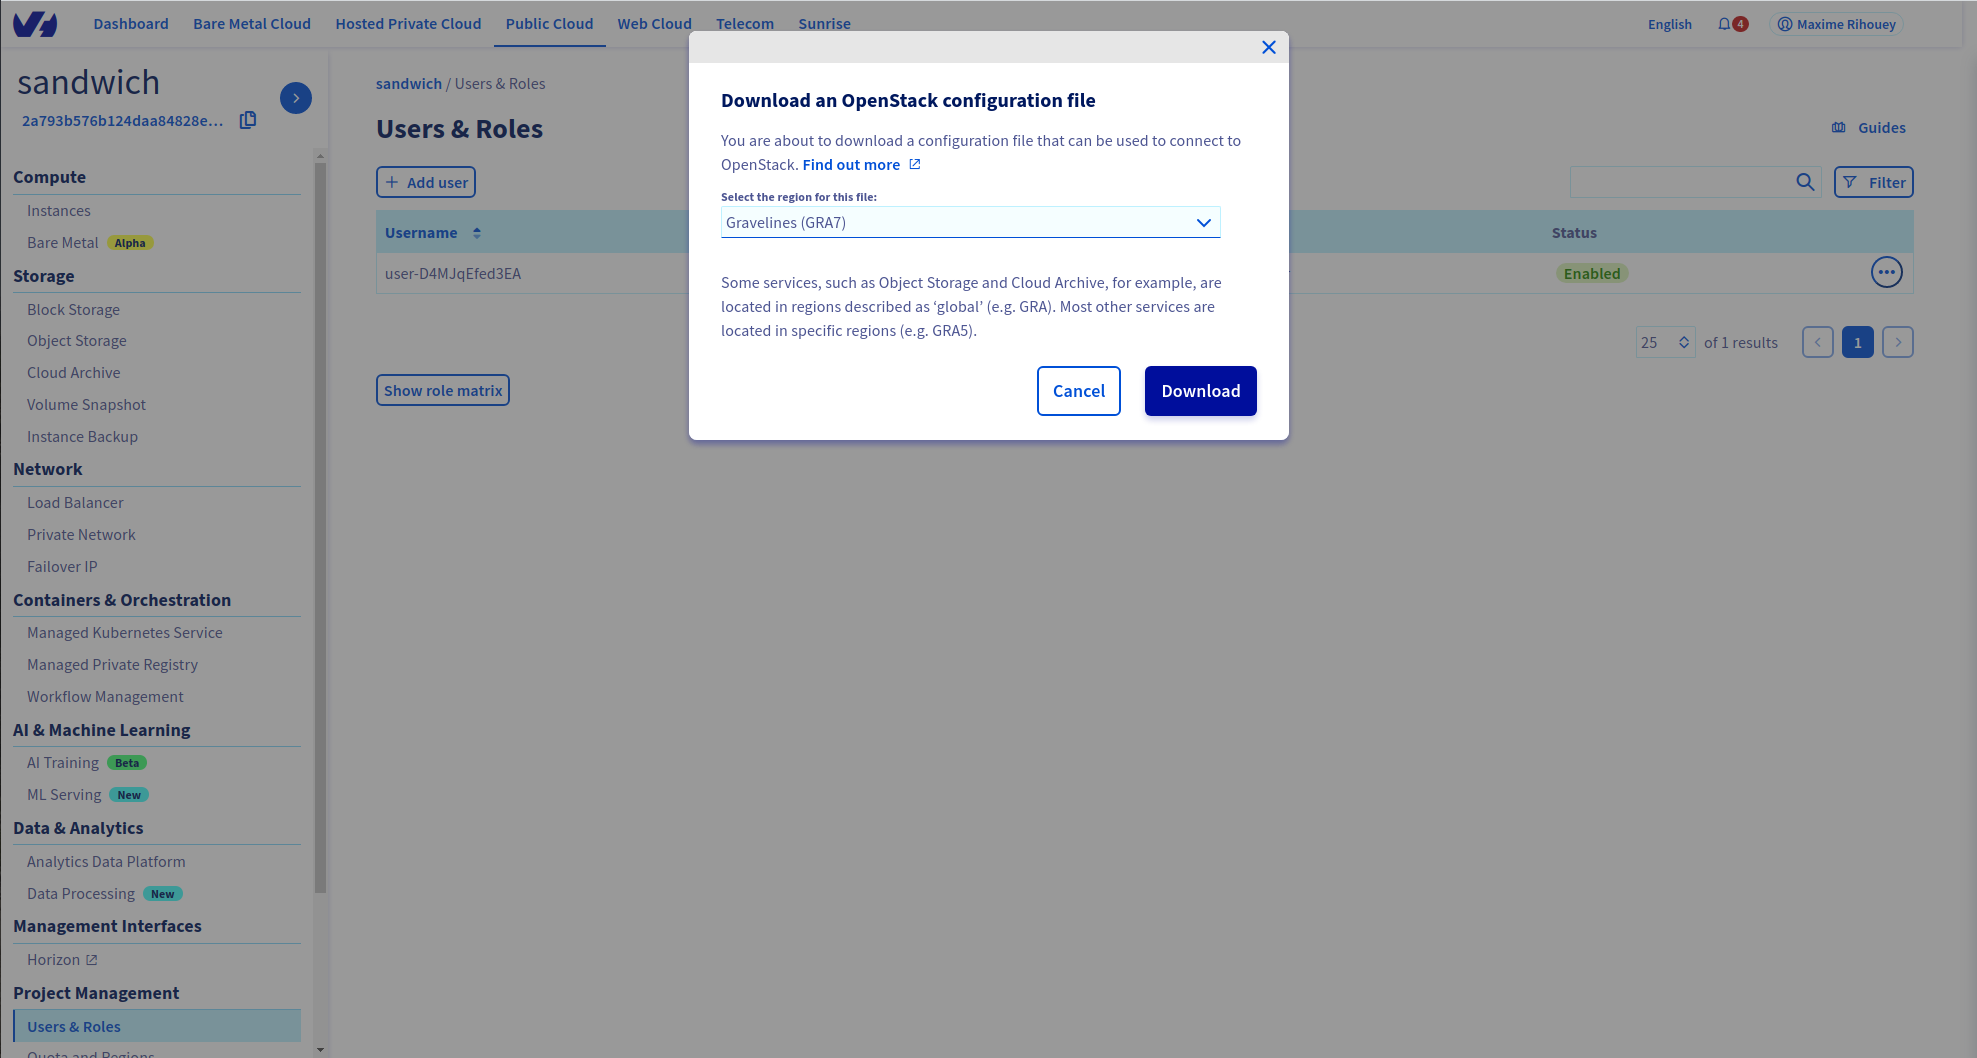 Dashboard Bare Metal Cloud Hosted Private Cloud Public Cloud Web Cloud Telecom Sunrise English 4 Maxime Rihouey
sandwich
2a793b576b124daa84828e...
Compute
Instances
Bare Metal Alpha
Storage
Block Storage
Object Storage
Cloud Archive
Volume Snapshot
Instance Backup
Network
Load Balancer
Private Network
Failover IP
Containers & Orchestration
Managed Kubernetes Service
Managed Private Registry
Workflow Management
AI & Machine Learning
AI Training Beta
ML Serving New
Data & Analytics
Analytics Data Platform
Data Processing New
Management Interfaces
Horizon
Project Management
Users & Roles
Quota and Regions
sandwich / Users & Roles
Users & Roles
Guides
Add user
Filter
Username Status
user-D4MJqEfed3EA Enabled
25 of 1 results 1
Show role matrix
Download an OpenStack configuration file
You are about to download a configuration file that can be used to connect to
OpenStack. Find out more
Select the region for this file:
Gravelines (GRA7)
Some services, such as Object Storage and Cloud Archive, for example, are
located in regions described as ‘global’ (e.g. GRA). Most other services are
located in specific regions (e.g. GRA5).
Cancel Download